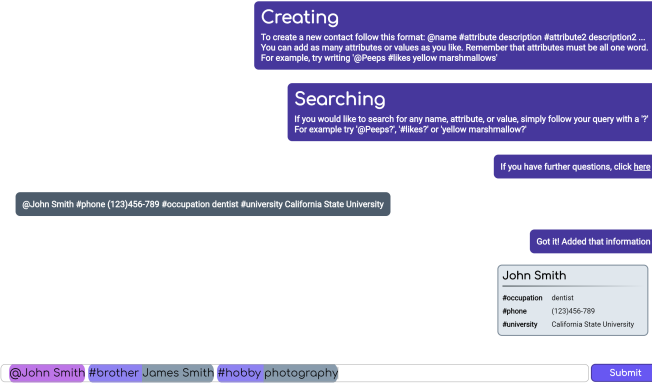 Creating
To create a new contact follow this format: @name #attribute description #attribute2 description2 ...
You can add as many attributes or values as you like. Remember that attributes must be all one word.
For example, try writing '@Peeps #likes yellow marshmallows'
Searching
If you would like to search for any name, attribute, or value, simply follow your query with a '?'
For example try '@Peeps?', '#likes?' or 'yellow marshmallow?'
If you have further questions, click here
@John Smith #phone (123)456-789 #occupation dentist #university California State University
Got it! Added that information
John Smith
#occupation dentist
#phone (123)456-789
#university California State University
@John Smith #brother James Smith #hobby photography Submit